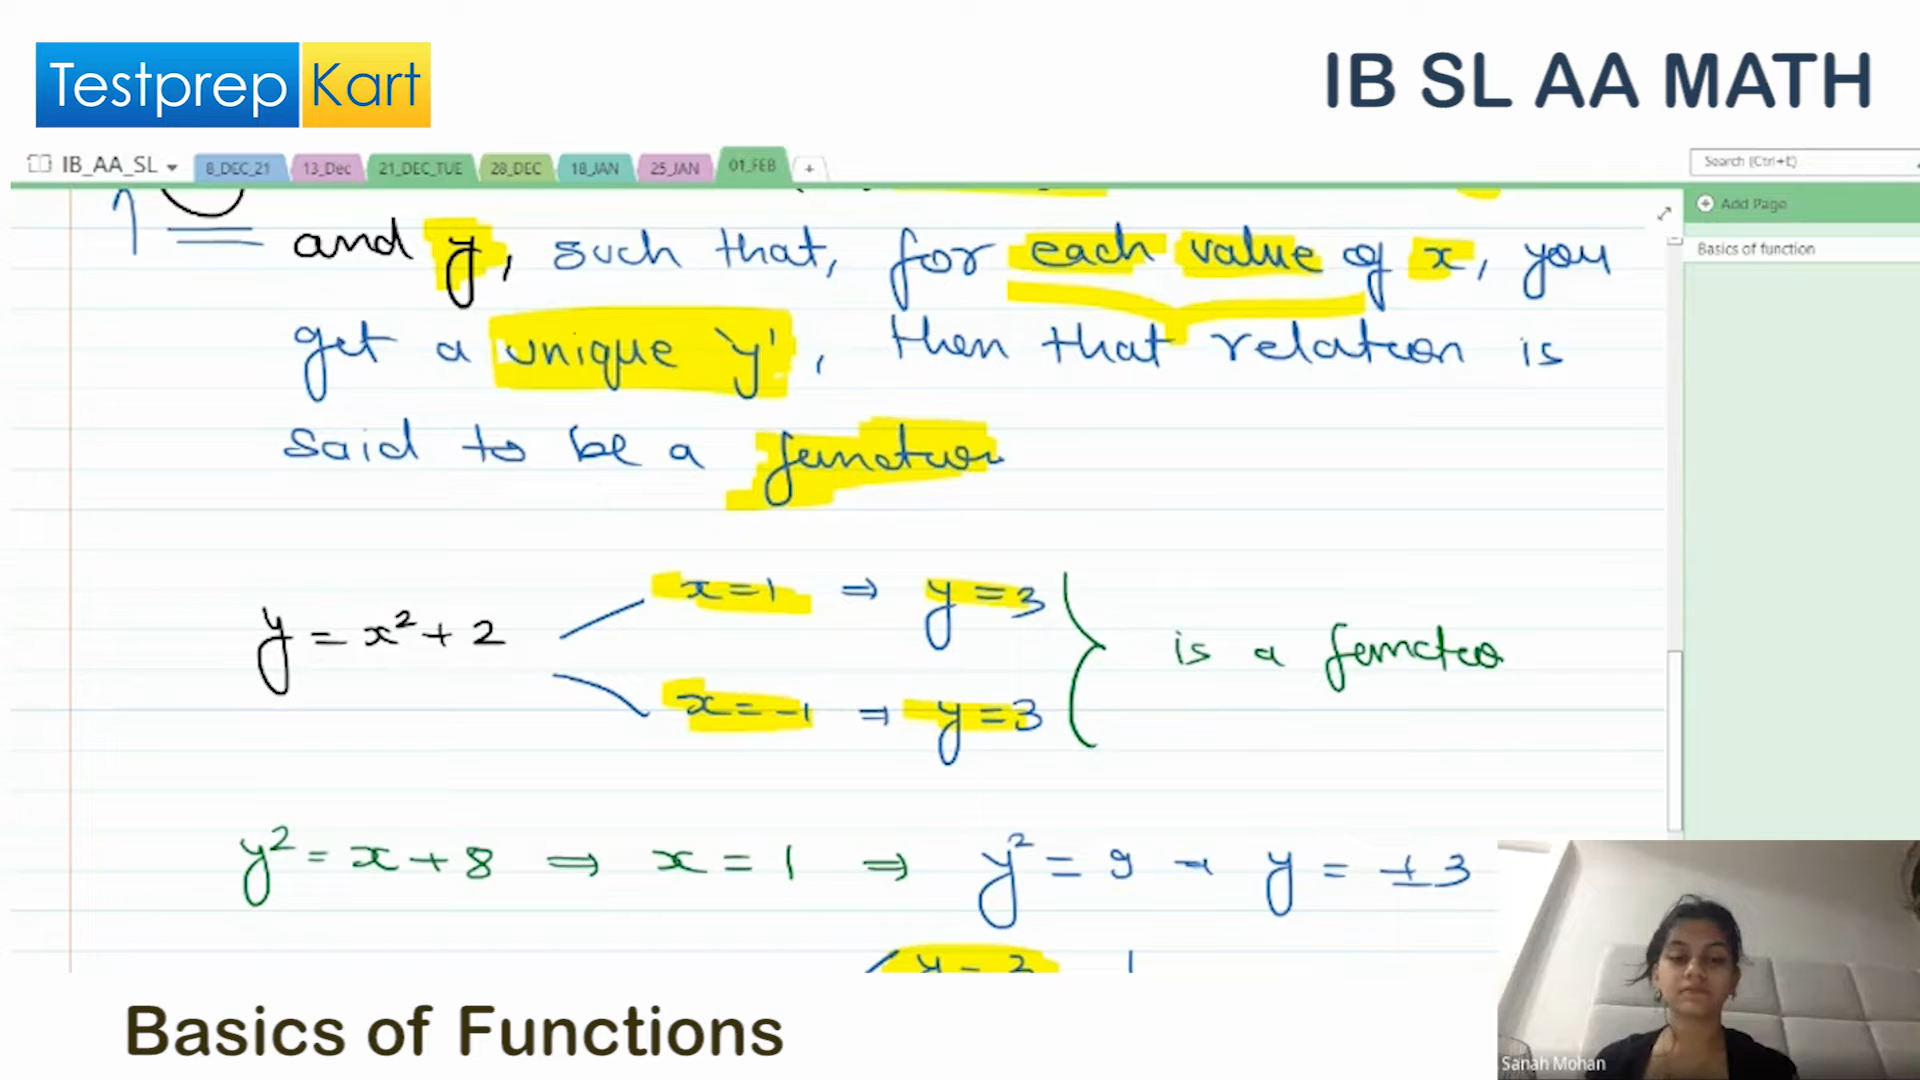 Testprep Kart
IB SL AA MATH
IB_AA_SL
8_DEC_21
13_Dec
21_DEC_TUE
28_DEC
18_JAN
25_JAN
01_FEB
+
Search (Ctrl+E)
Add Page
Basics of function
and y, such that, for each value of x, you
get a unique 'y', then that relation is
said to be a function
y = x² + 2
x = 1 ⇒ y = 3
x = -1 ⇒ y = 3
is a function
y² = x + 8 ⇒ x = 1 ⇒ y² = 9 → y = ±3
Basics of Functions
Sanah Mohan